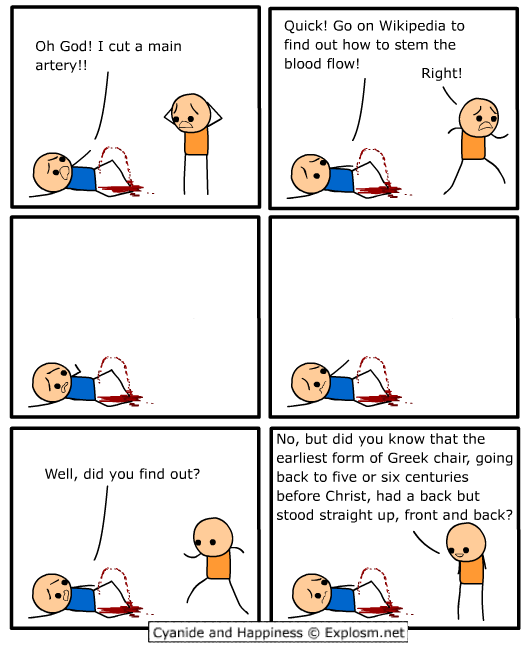 Oh God! I cut a main
artery!!
Quick! Go on Wikipedia to
find out how to stem the
blood flow!
Right!
Well, did you find out?
No, but did you know that the
earliest form of Greek chair, going
back to five or six centuries
before Christ, had a back but
stood straight up, front and back?
Cyanide and Happiness © Explosm.net